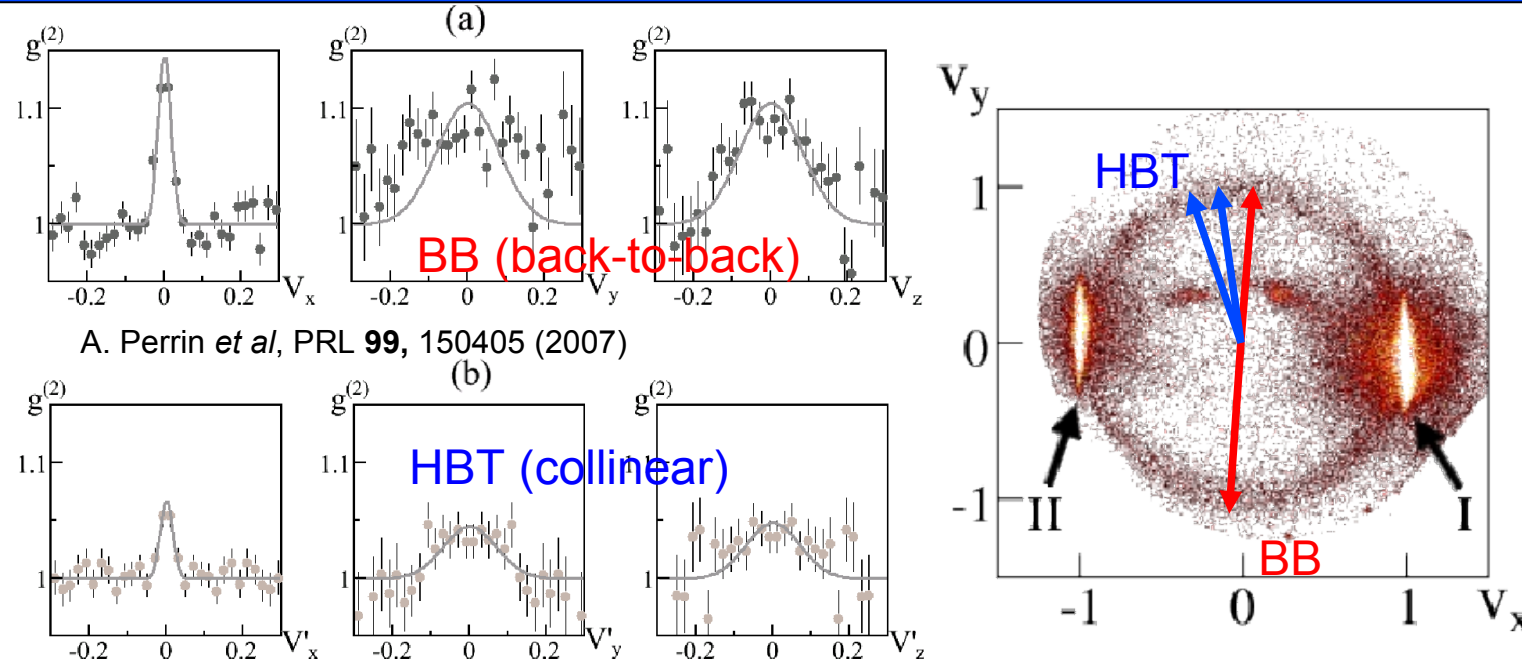 (a)
g(2) g(2) g(2)
1.1 1.1 1.1
1 1 1
BB (back-to-back)
-0.2 0 0.2 Vx -0.2 0 0.2 Vy -0.2 0 0.2 Vz
A. Perrin et al, PRL 99, 150405 (2007)
(b)
g(2) g(2) g(2)
1.1 1.1
HBT (collinear)
1 1 1
-0.2 0 0.2 V'x -0.2 0 0.2 V'y -0.2 0 0.2 V'z
Vy
HBT
1
0
-1
II
I
BB
-1 0 1 Vx